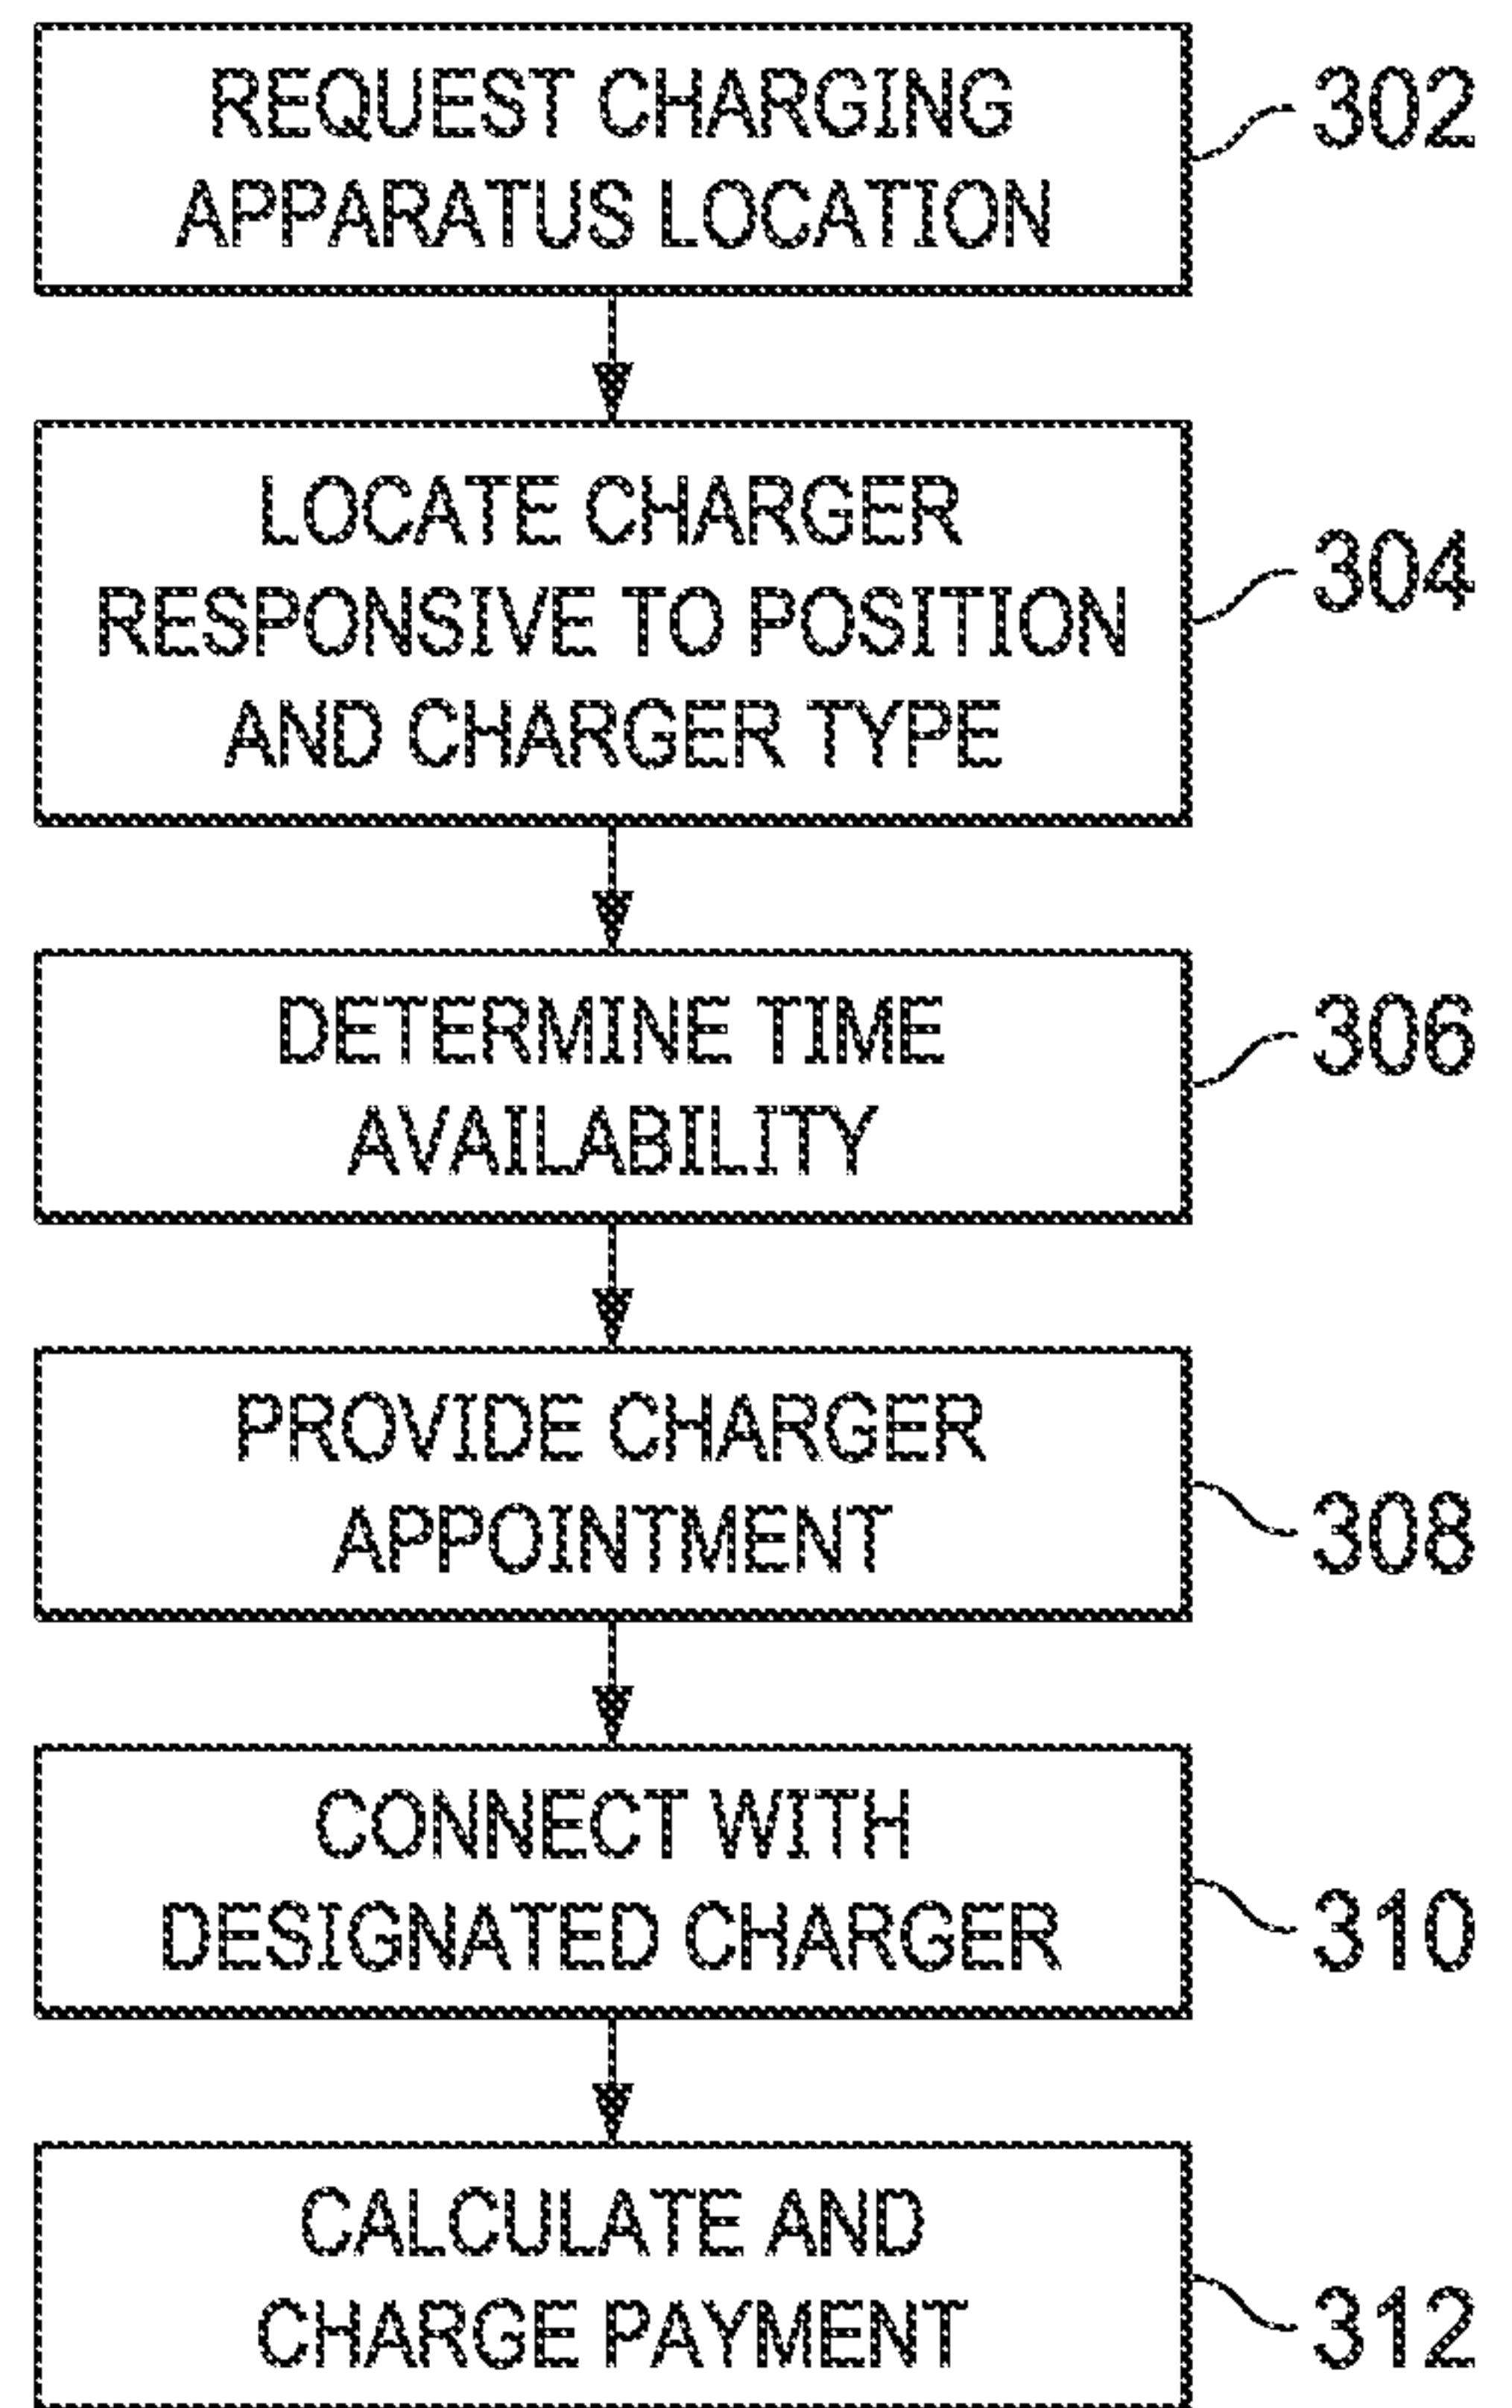 REQUEST CHARGING
APPARATUS LOCATION
302
LOCATE CHARGER
RESPONSIVE TO POSITION
AND CHARGER TYPE
304
DETERMINE TIME
AVAILABILITY
306
PROVIDE CHARGER
APPOINTMENT
308
CONNECT WITH
DESIGNATED CHARGER
310
CALCULATE AND
CHARGE PAYMENT
312